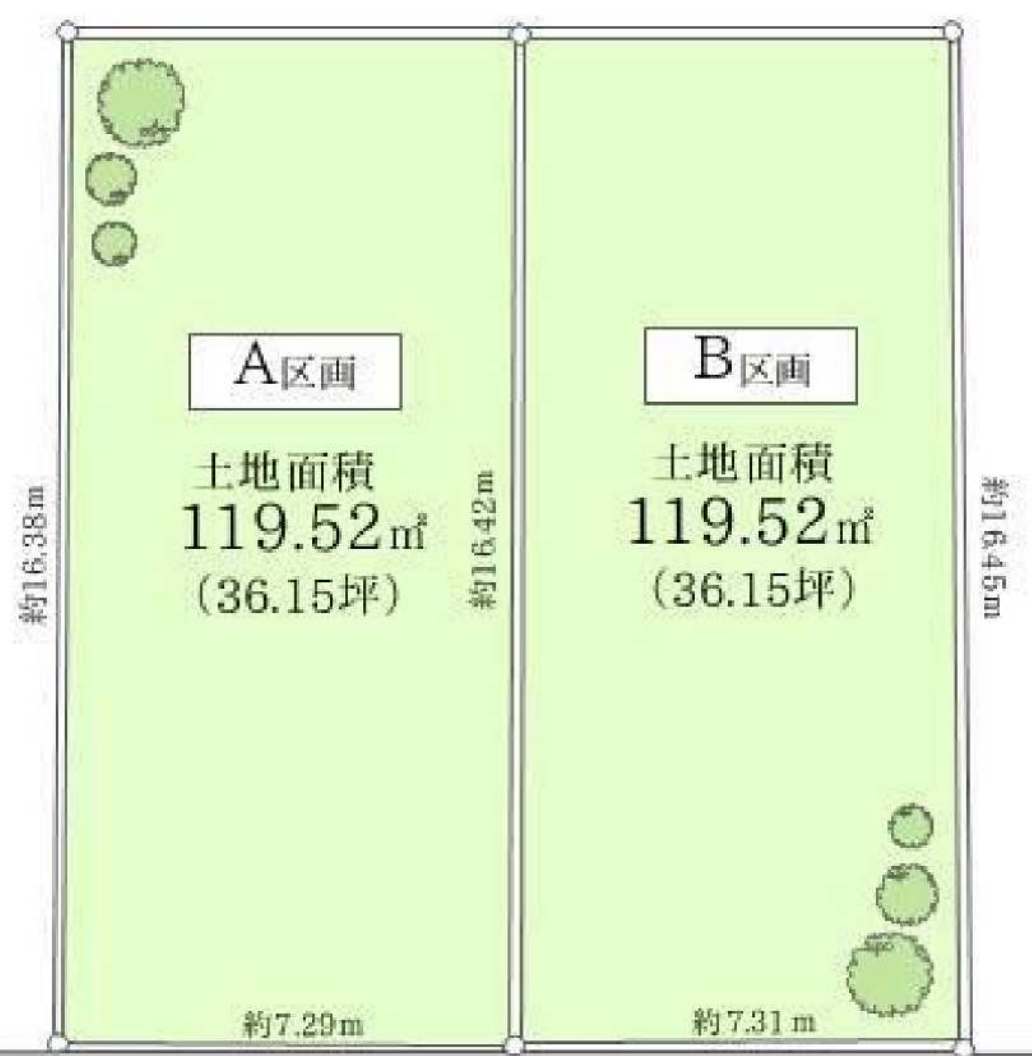 A区画
土地面積
119.52㎡
（36.15坪）
約16.38m
約7.29m
約16.42m
B区画
土地面積
119.52㎡
（36.15坪）
約16.45m
約7.31m